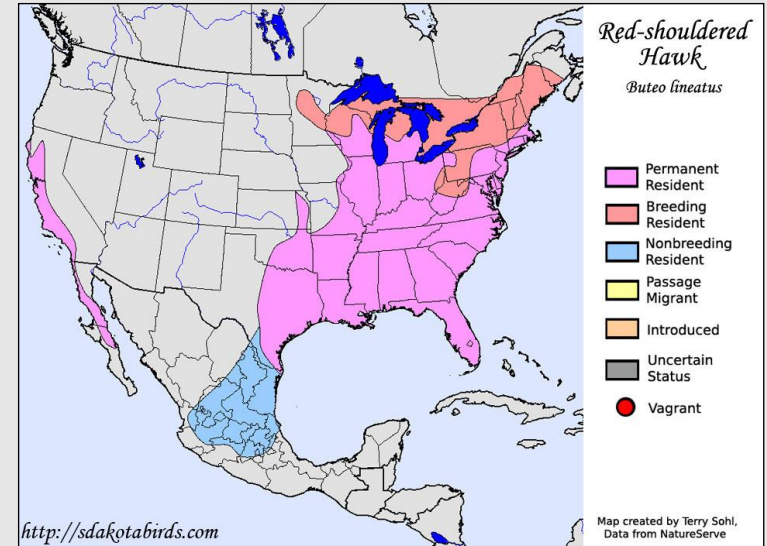 Red-shouldered
Hawk
Buteo lineatus
Permanent
Resident
Breeding
Resident
Nonbreeding
Resident
Passage
Migrant
Introduced
Uncertain
Status
Vagrant
http://sdakotabirds.com
Map created by Terry Sohl,
Data from NatureServe